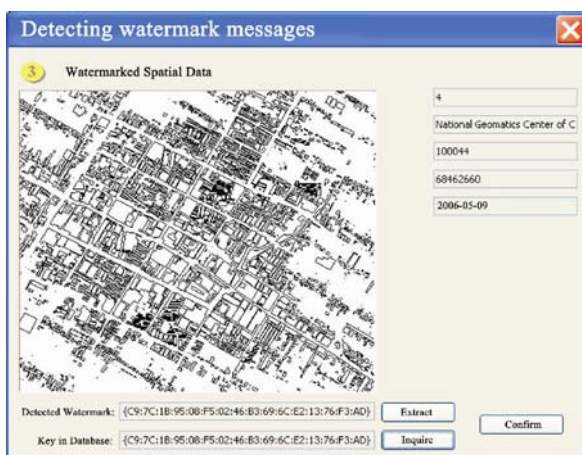 Detecting watermark messages
3 Watermarked Spatial Data
4
National Geomatics Center of C
100044
68462660
2006-05-09
Detected Watermark: {C9:7C:1B:95:08:F5:02:46:B3:69:6C:E2:13:76:F3:AD} Extract
Confirm
Key in Database: {C9:7C:1B:95:08:F5:02:46:B3:69:6C:E2:13:76:F3:AD} Inquire